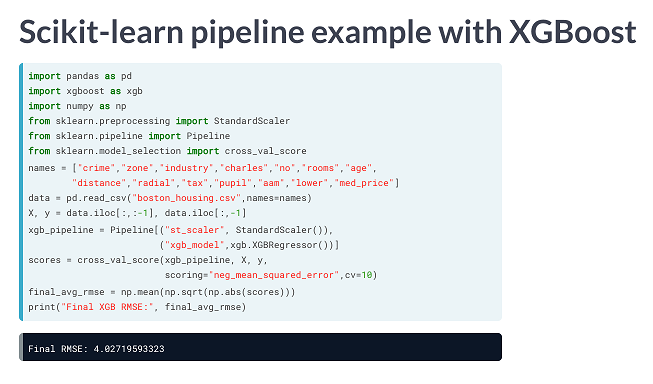 Scikit-learn pipeline example with XGBoost
import pandas as pd
import xgboost as xgb
import numpy as np
from sklearn.preprocessing import StandardScaler
from sklearn.pipeline import Pipeline
from sklearn.model_selection import cross_val_score
names = ["crime","zone","industry","charles","no","rooms","age",
"distance","radial","tax","pupil","aam","lower","med_price"]
data = pd.read_csv("boston_housing.csv",names=names)
X, y = data.iloc[:,:-1], data.iloc[:,-1]
xgb_pipeline = Pipeline[("st_scaler", StandardScaler()),
("xgb_model",xgb.XGBRegressor())]
scores = cross_val_score(xgb_pipeline, X, y,
scoring="neg_mean_squared_error",cv=10)
final_avg_rmse = np.mean(np.sqrt(np.abs(scores)))
print("Final XGB RMSE:", final_avg_rmse)
Final RMSE: 4.02719593323